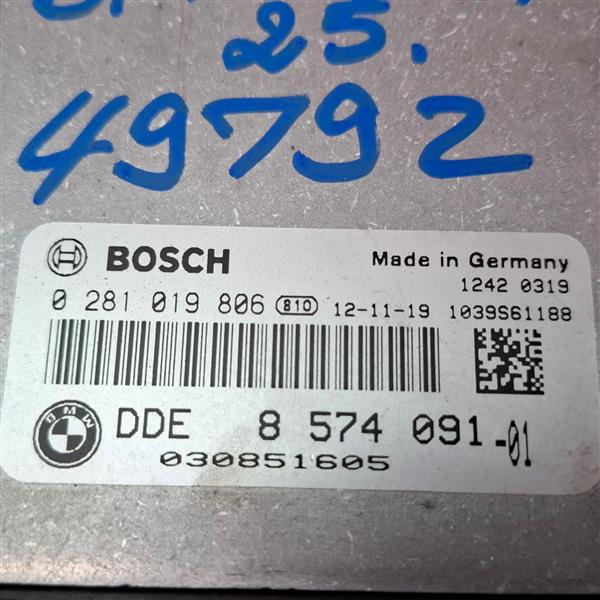 25.
49792
BOSCH Made in Germany
1242 0319
0 281 019 806 810 12-11-19 1039S61188
BMW DDE 8 574 091-01
030851605